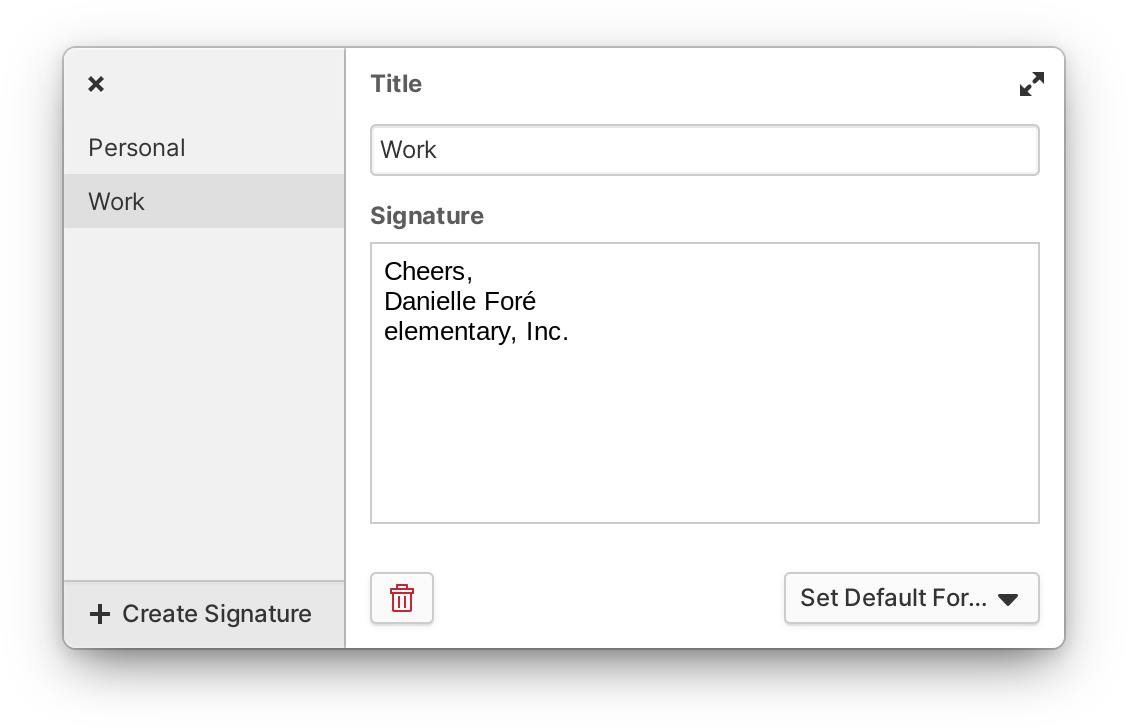 Personal
Work
Create Signature
Title
Work
Signature
Cheers,
Danielle Foré
elementary, Inc.
Set Default For...